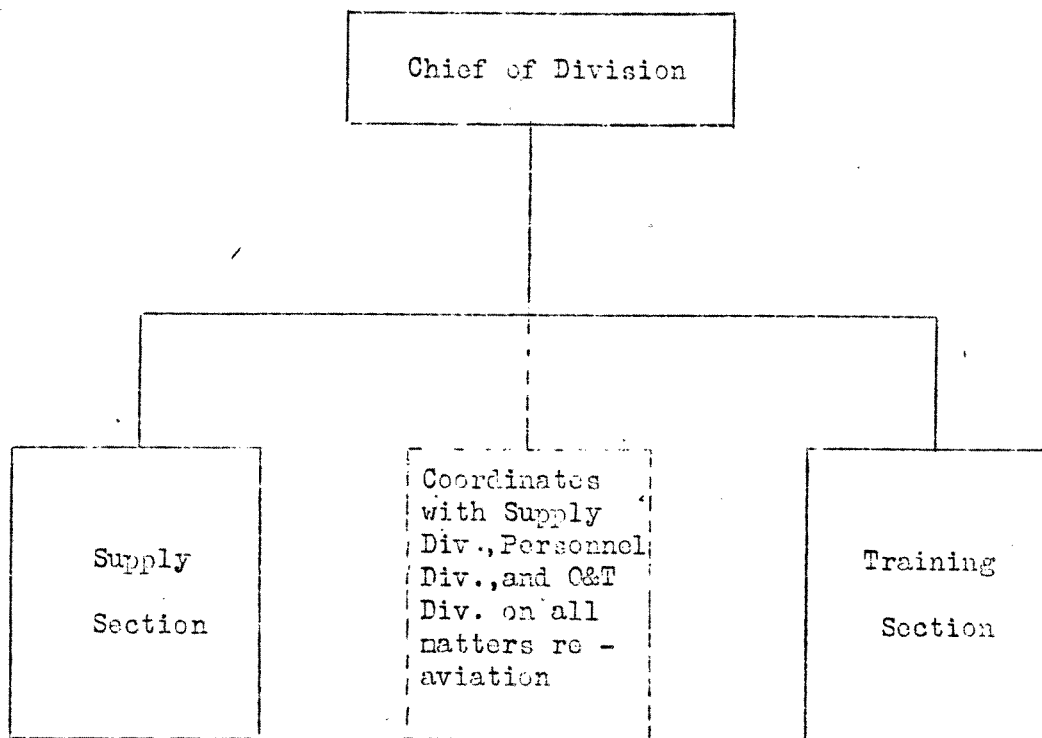 Chief of Division
Supply
Section
Coordinates
with Supply
Div.,Personnel
Div.,and O&T
Div. on all
matters re -
aviation
Training
Section